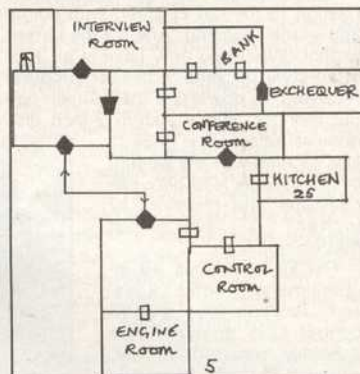 INTERVIEW
ROOM
BANK
EXCHEQUER
CONFERENCE
ROOM
KITCHEN
25
CONTROL
ROOM
ENGINE
ROOM
5